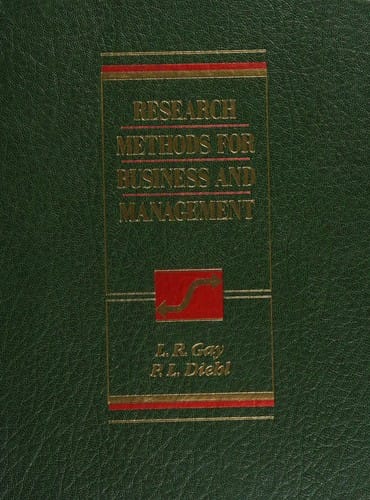 RESEARCH
METHODS FOR
BUSINESS AND
MANAGEMENT
L. R. Gay
P. L. Diehl